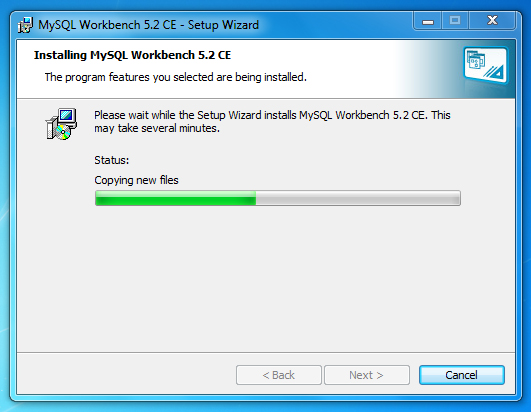 MySQL Workbench 5.2 CE - Setup Wizard
Installing MySQL Workbench 5.2 CE
The program features you selected are being installed.
Please wait while the Setup Wizard installs MySQL Workbench 5.2 CE. This
may take several minutes.
Status:
Copying new files
< Back
Next >
Cancel